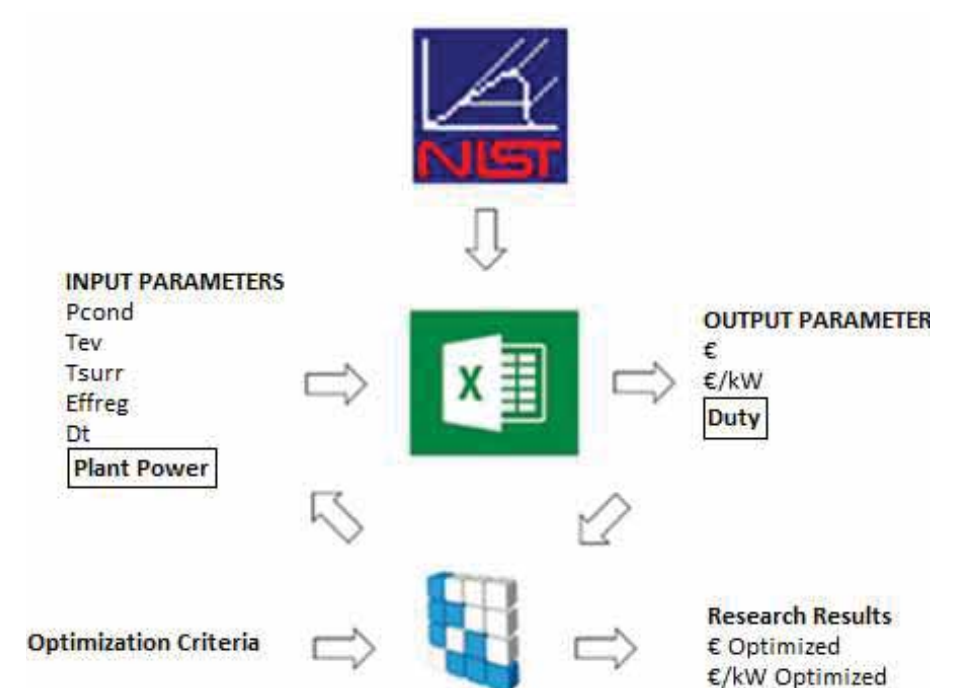 NIST
INPUT PARAMETERS
Pcond
Tev
Tsurr
Effreg
Dt
Plant Power
X
OUTPUT PARAMETER
€
€/kW
Duty
Optimization Criteria
Research Results
€ Optimized
€/kW Optimized